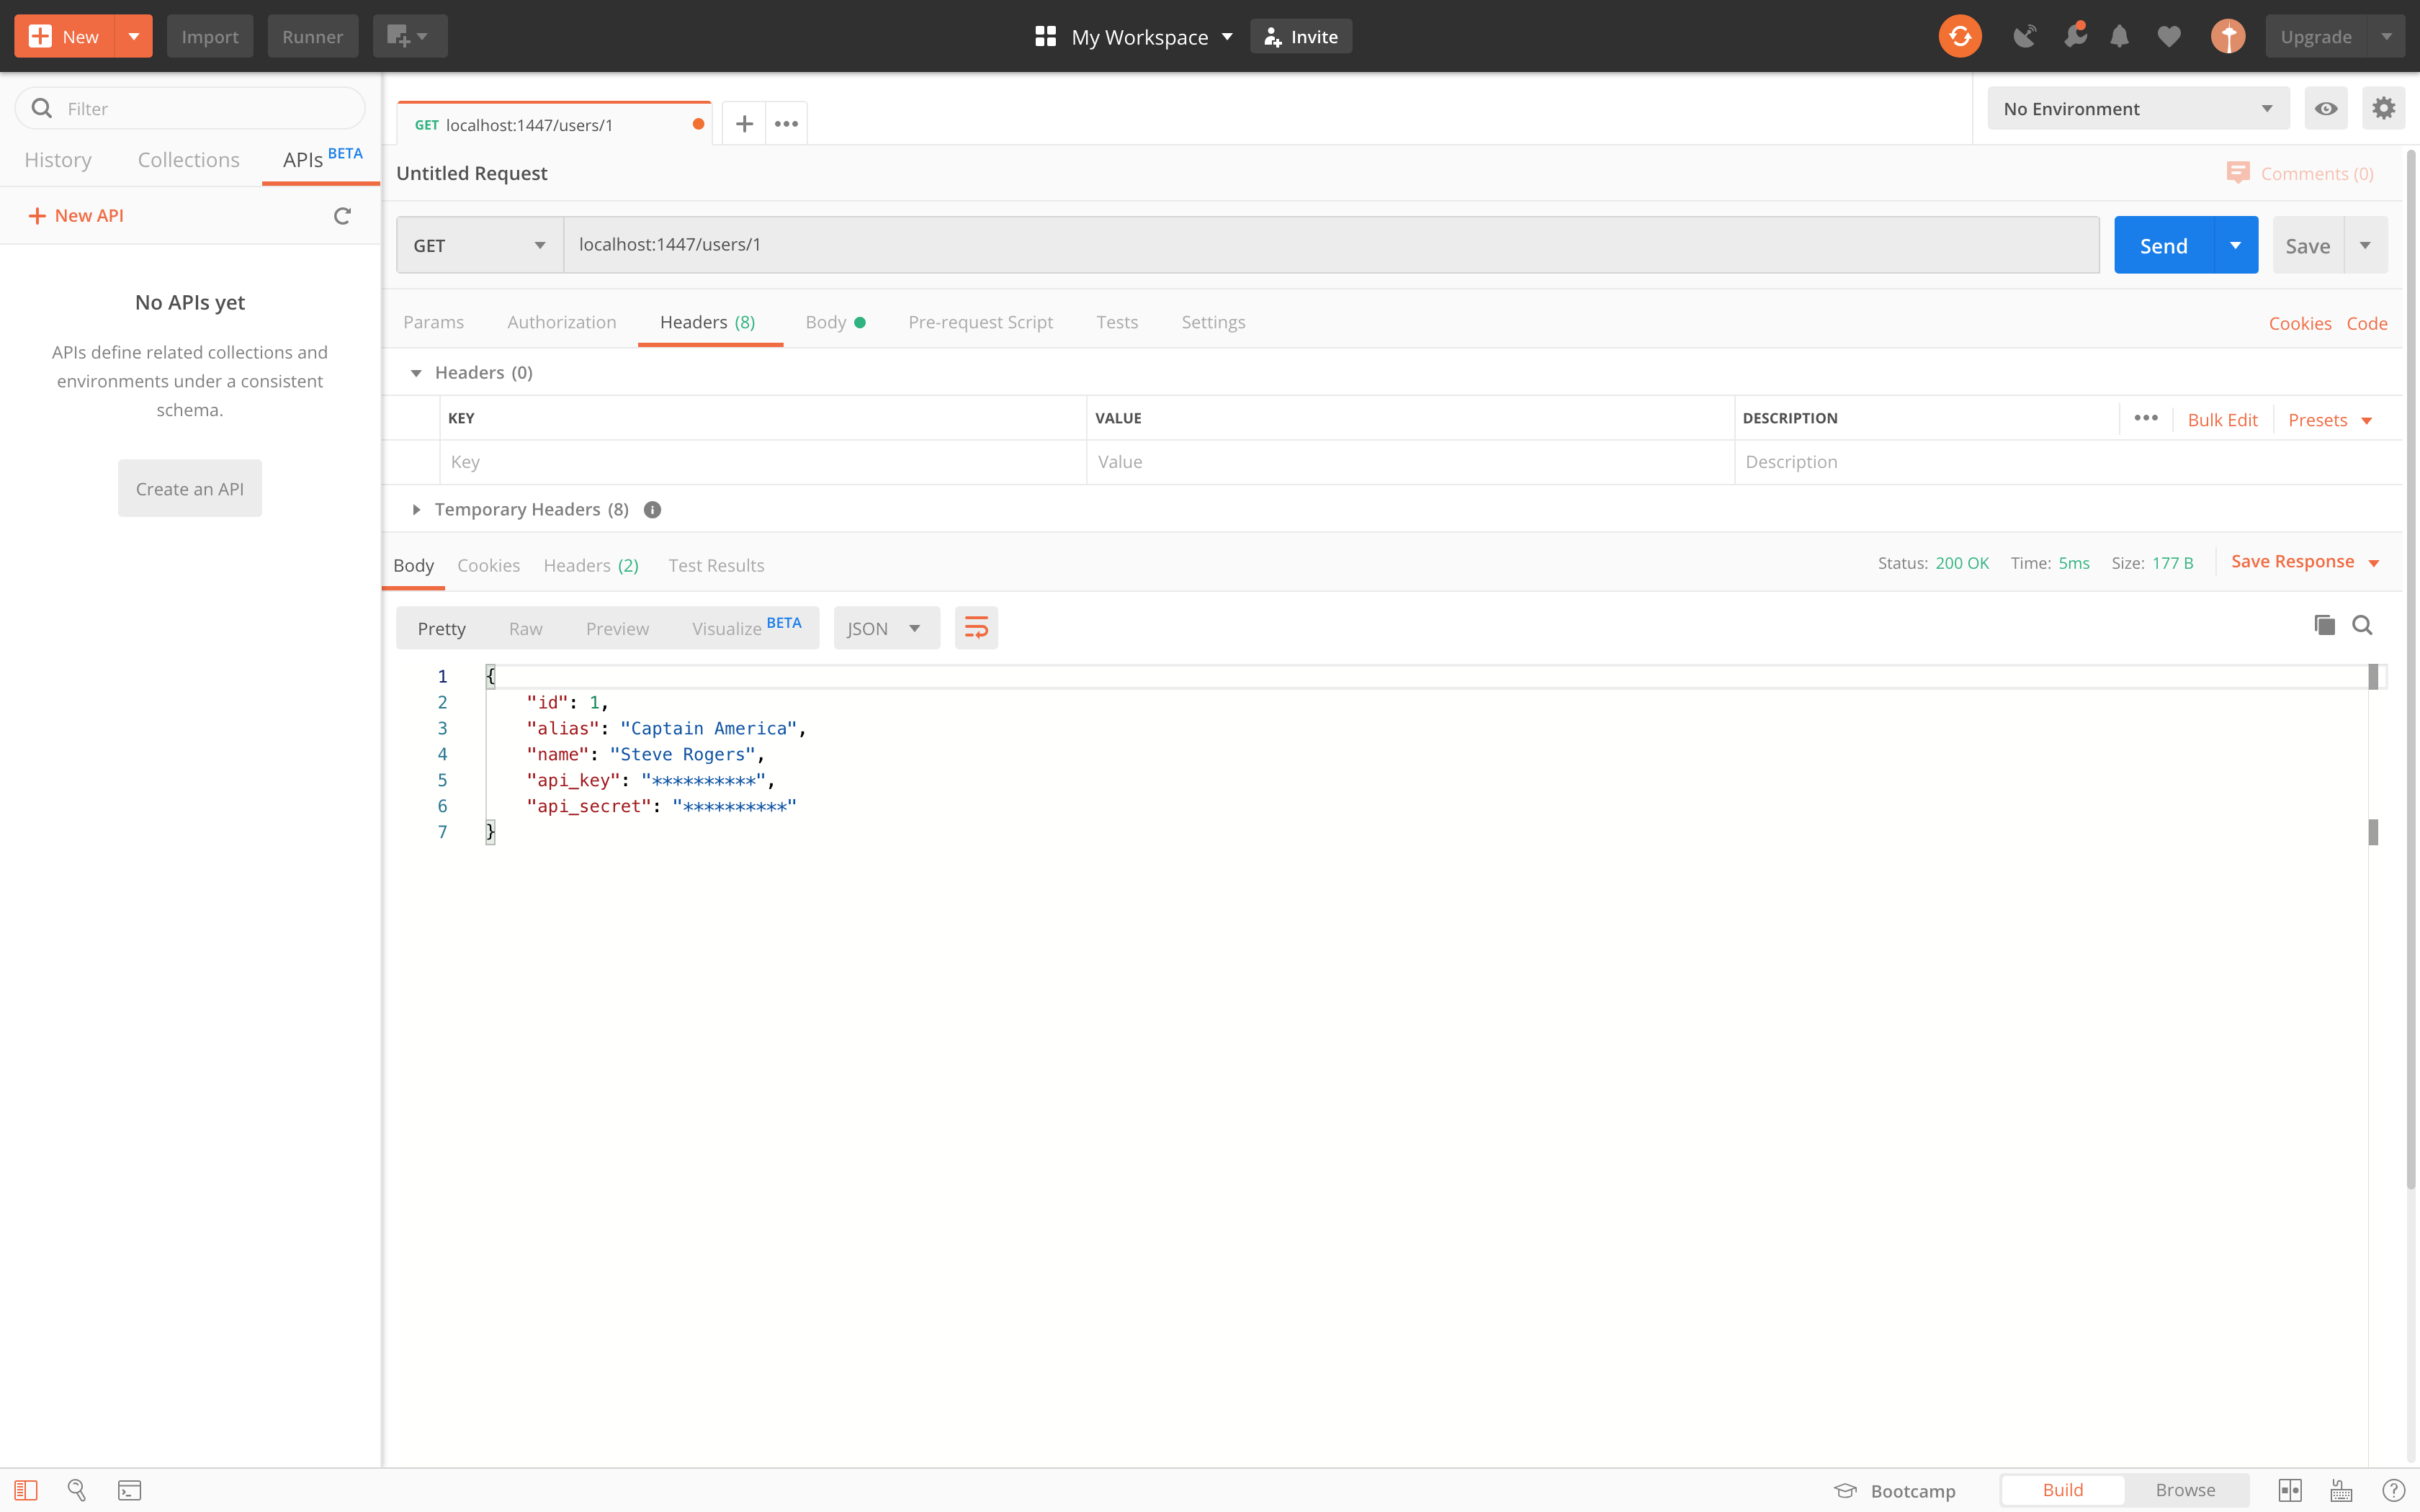 New
Import
Runner
My Workspace
Invite
Upgrade
Filter
History
Collections
APIs BETA
New API
No APIs yet
APIs define related collections and
environments under a consistent
schema.
Create an API
GET localhost:1447/users/1
No Environment
Untitled Request
Comments (0)
GET
localhost:1447/users/1
Send
Save
Params
Authorization
Headers (8)
Body
Pre-request Script
Tests
Settings
Cookies
Code
Headers (0)
KEY
VALUE
DESCRIPTION
Bulk Edit
Presets
Key
Value
Description
Temporary Headers (8)
Body
Cookies
Headers (2)
Test Results
Status: 200 OK
Time: 5ms
Size: 177 B
Save Response
Pretty
Raw
Preview
Visualize BETA
JSON
1 {
2 "id": 1,
3 "alias": "Captain America",
4 "name": "Steve Rogers",
5 "api_key": "**********",
6 "api_secret": "**********"
7 }
Bootcamp
Build
Browse